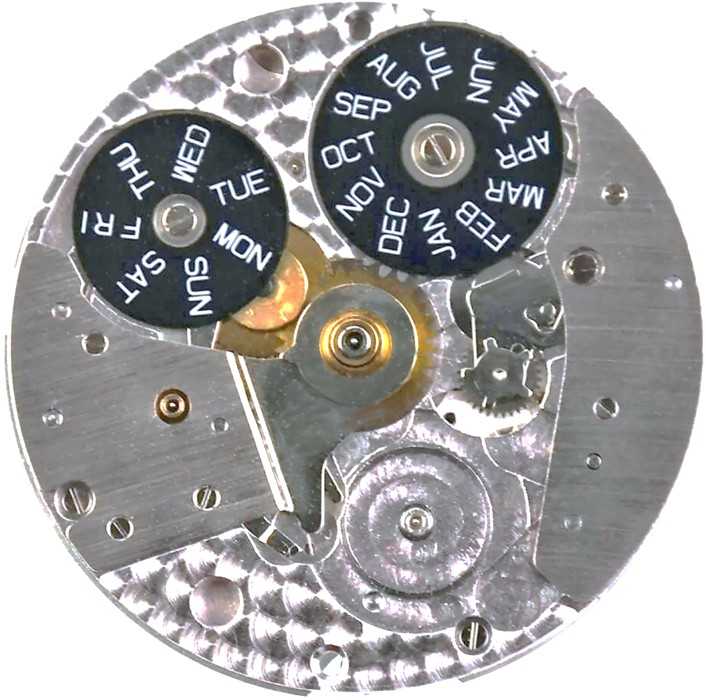 MON
TUE
WED
THU
FRI
SAT
SUN
JAN
FEB
MAR
APR
MAY
JUN
JUL
AUG
SEP
OCT
NOV
DEC